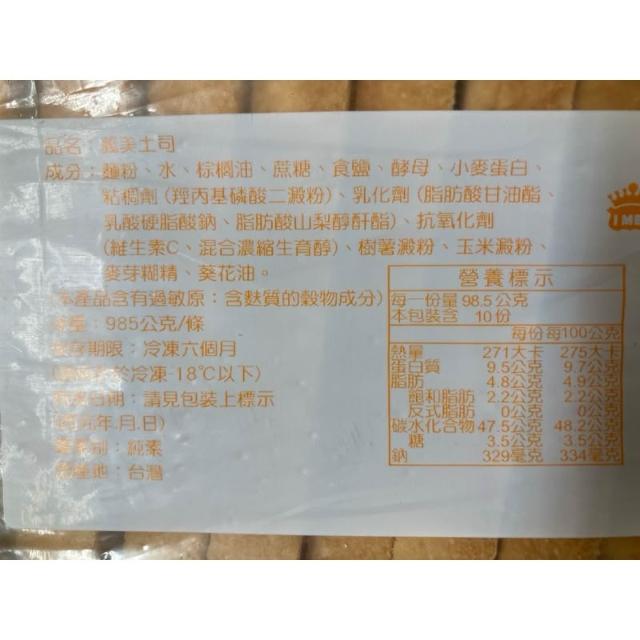 品名：義美土司
成分：麵粉、水、棕櫚油、蔗糖、食鹽、酵母、小麥蛋白、
粘稠劑（羥丙基磷酸二澱粉）、乳化劑（脂肪酸甘油酯、
乳酸硬脂酸鈉、脂肪酸山梨醇酐酯）、抗氧化劑
（維生素C、混合濃縮生育醇）、樹薯澱粉、玉米澱粉、
麥芽糊精、葵花油。
本產品含有過敏原：含麩質的穀物成分）
量：985公克/條
期限：冷凍六個月
冷凍-18℃以下）
日期：請見包裝上標示
年.月.日）
別：純素
產地：台灣
營養標示
每一份量 98.5公克
本包裝含 10份
每份 每100公克
熱量 271大卡 275大卡
蛋白質 9.5公克 9.7公克
脂肪 4.8公克 4.9公克
飽和脂肪 2.2公克 2.2公克
反式脂肪 0公克 0公克
碳水化合物 47.5公克 48.2公克
糖 3.5公克 3.5公克
鈉 329毫克 334毫克